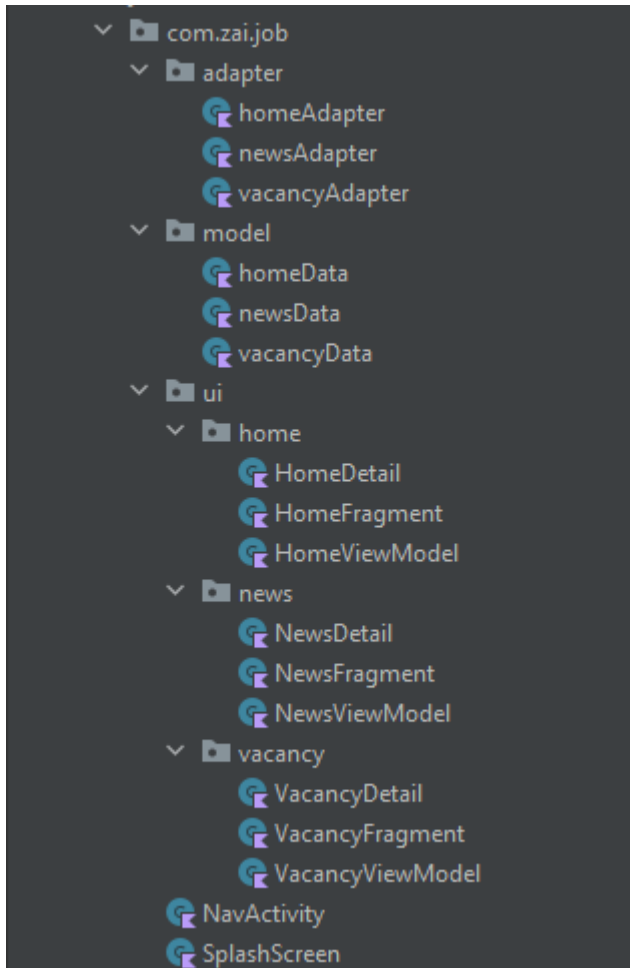 com.zai.job
adapter
homeAdapter
newsAdapter
vacancyAdapter
model
homeData
newsData
vacancyData
ui
home
HomeDetail
HomeFragment
HomeViewModel
news
NewsDetail
NewsFragment
NewsViewModel
vacancy
VacancyDetail
VacancyFragment
VacancyViewModel
NavActivity
SplashScreen